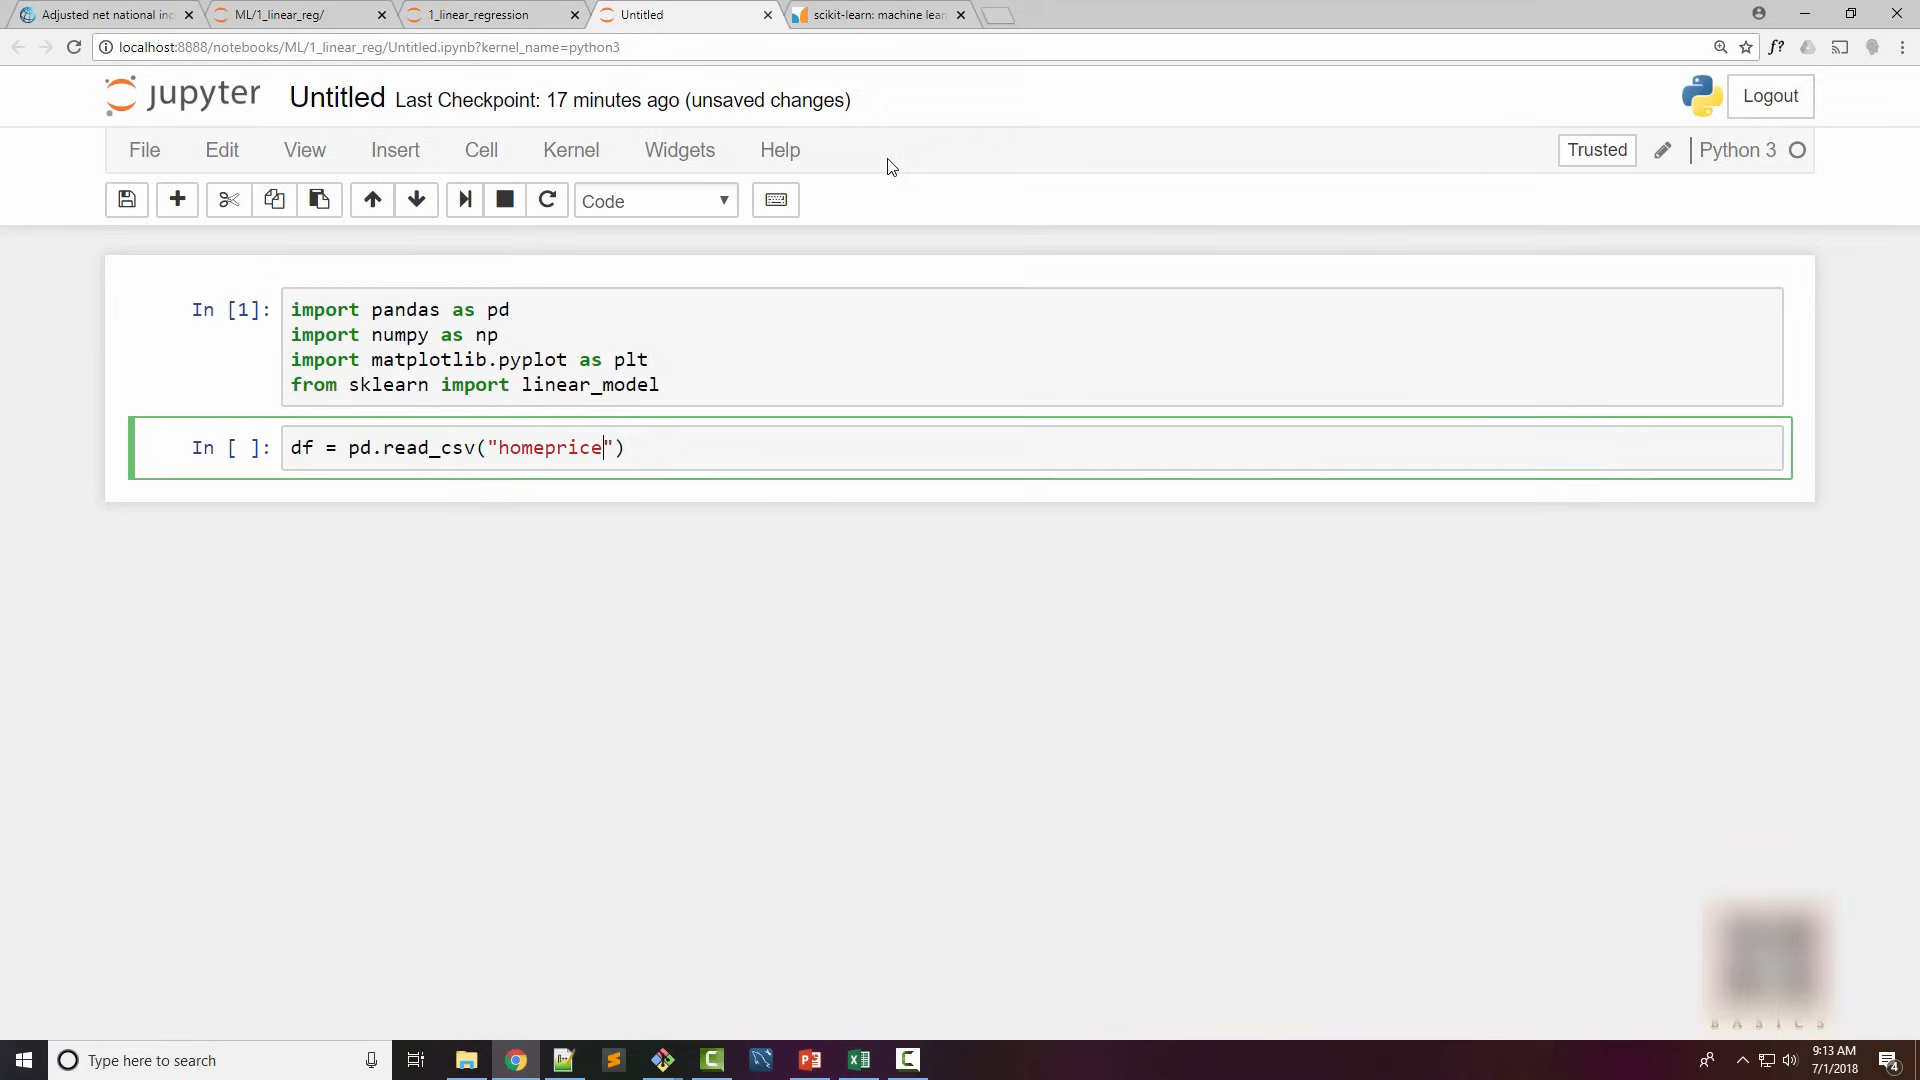 Adjusted net national inc
ML/1_linear_reg/
1_linear_regression
Untitled
scikit-learn: machine lear
localhost:8888/notebooks/ML/1_linear_reg/Untitled.ipynb?kernel_name=python3
f?
jupyter
Untitled Last Checkpoint: 17 minutes ago (unsaved changes)
Logout
File Edit View Insert Cell Kernel Widgets Help
Trusted
Python 3
Code
In [1]:
import pandas as pd
import numpy as np
import matplotlib.pyplot as plt
from sklearn import linear_model
In [ ]:
df = pd.read_csv("homeprice")
BASICS
Type here to search
9:13 AM
7/1/2018
4